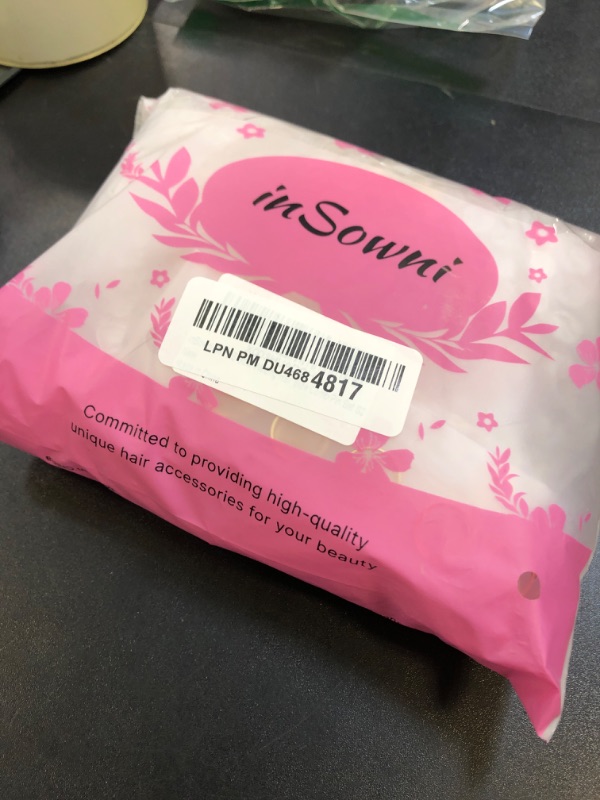 inSowni
LPN PM DU4684817
Committed to providing high-quality
unique hair accessories for your beauty